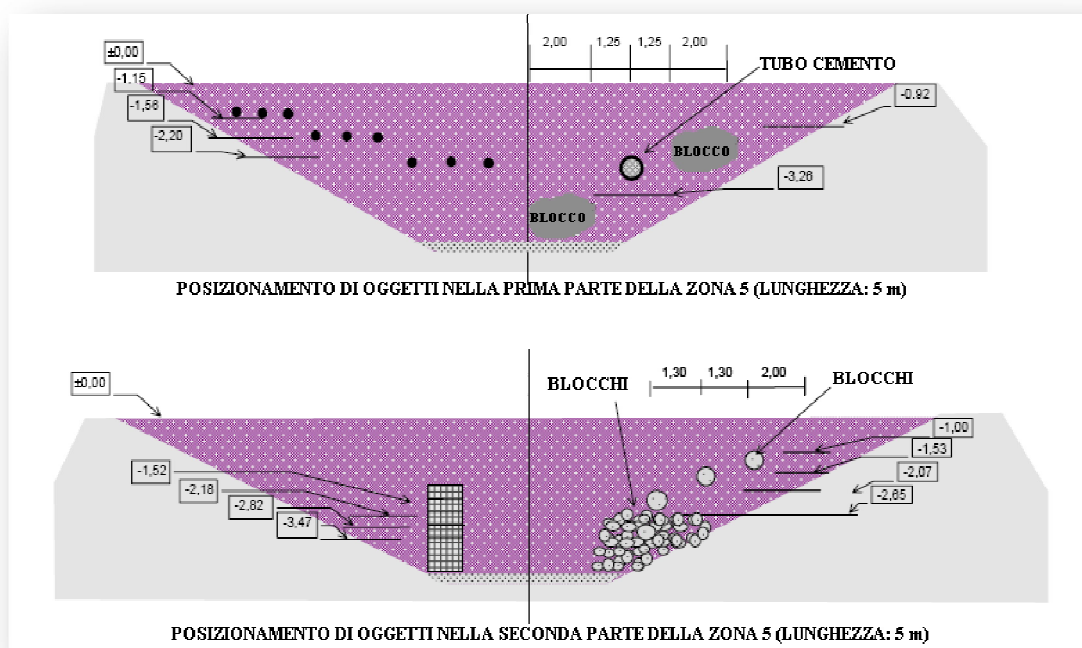 2,00 1,25 1,25 2,00
±0,00
TUBO CEMENTO
-1.15
-0.92
-1,56
-2,20
BLOCCO
-3,26
BLOCCO
POSIZIONAMENTO DI OGGETTI NELLA PRIMA PARTE DELLA ZONA 5 (LUNGHEZZA: 5 m)
1,30 1,30 2,00
±0,00
BLOCCHI
BLOCCHI
-1,00
-1,53
-1,52
-2,07
-2,18
-2,65
-2,82
-3,47
POSIZIONAMENTO DI OGGETTI NELLA SECONDA PARTE DELLA ZONA 5 (LUNGHEZZA: 5 m)